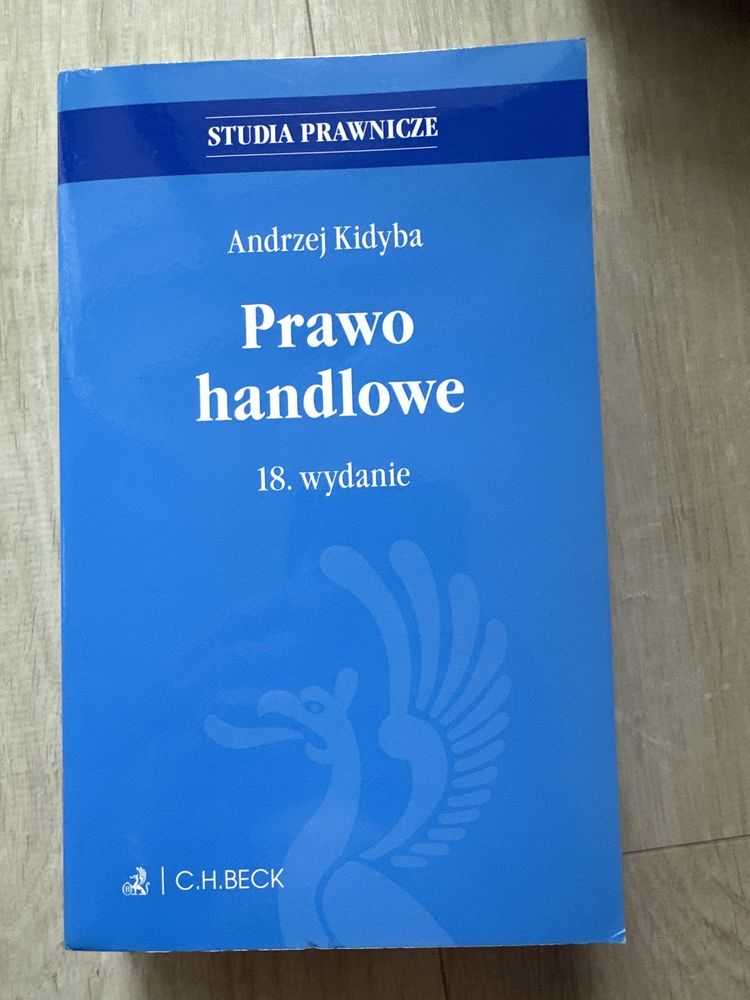 STUDIA PRAWNICZE
Andrzej Kidyba
Prawo
handlowe
18. wydanie
C.H.BECK